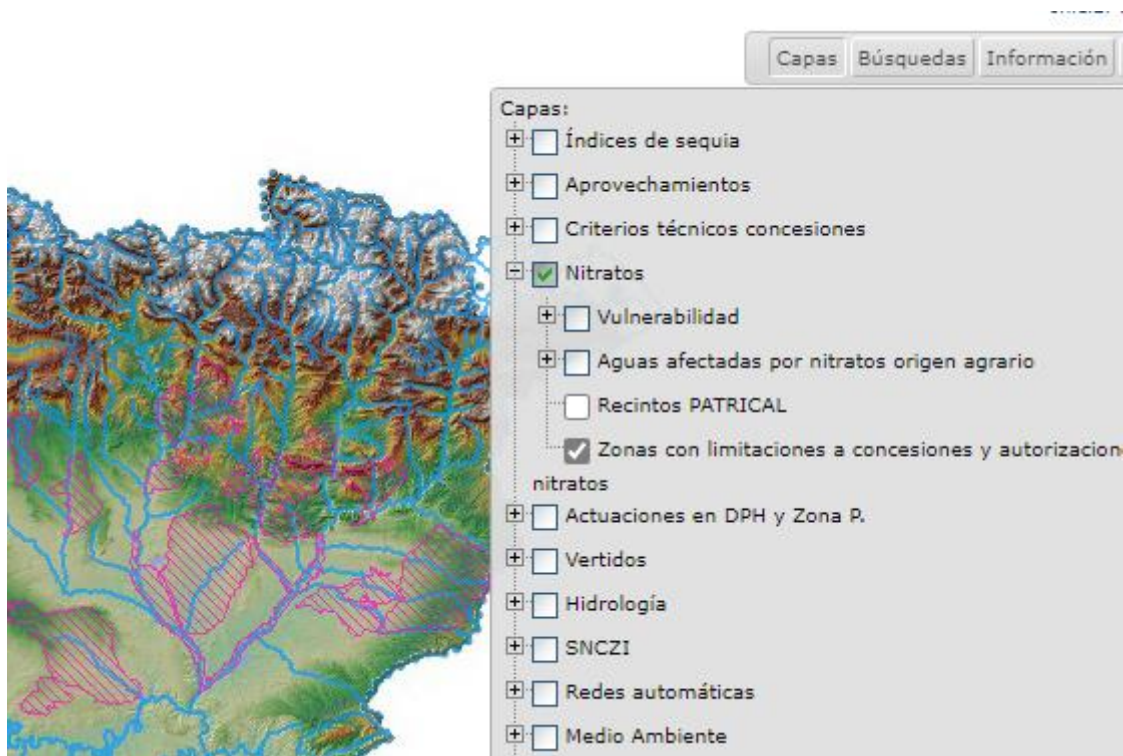 Capas Búsquedas Información
Capas:
Índices de sequia
Aprovechamientos
Criterios técnicos concesiones
Nitratos
Vulnerabilidad
Aguas afectadas por nitratos origen agrario
Recintos PATRICAL
Zonas con limitaciones a concesiones y
nitratos
Actuaciones en DPH y Zona P.
Vertidos
Hidrología
SNCZI
Redes automáticas
Medio Ambiente